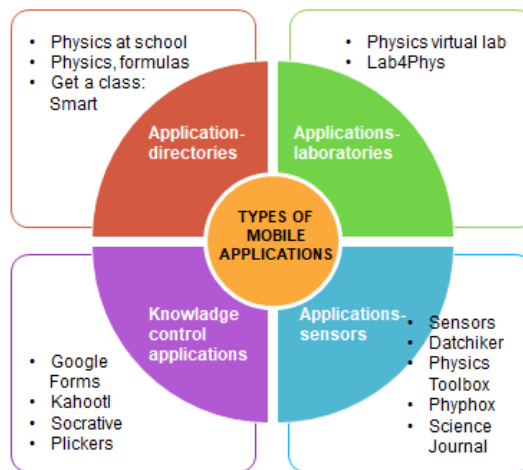 • Physics at school
• Physics, formulas
• Get a class:
Smart
• Physics virtual lab
• Lab4Phys
Application-
directories
Applications-
laboratories
TYPES OF
MOBILE
APPLICATIONS
Knowladge
control
applications
Applications-
sensors
• Google
Forms
• Kahootl
• Socrative
• Plickers
• Sensors
• Datchiker
• Physics
Toolbox
• Phyphox
• Science
Journal